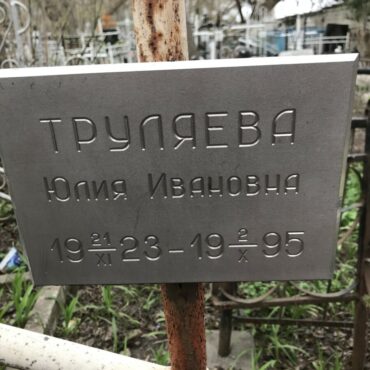 ТРУЛЯЕВА
Юлия Ивановна
19 21/XI 23 – 19 2/X 95